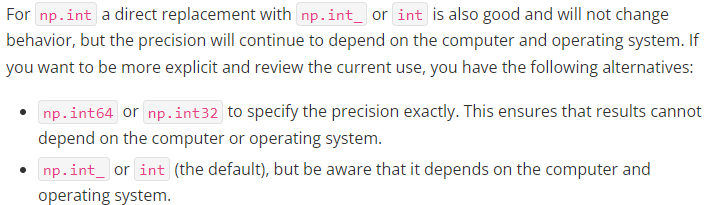 For np.int a direct replacement with np.int_ or int is also good and will not change
behavior, but the precision will continue to depend on the computer and operating system. If
you want to be more explicit and review the current use, you have the following alternatives:
• np.int64 or np.int32 to specify the precision exactly. This ensures that results cannot
depend on the computer or operating system.
• np.int_ or int (the default), but be aware that it depends on the computer and
operating system.